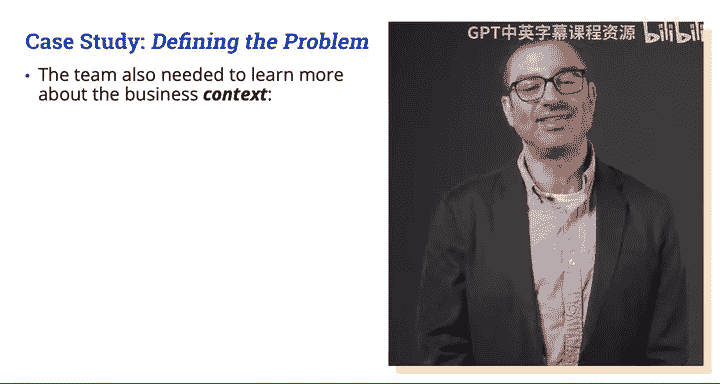 Case Study: Defining the Problem
• The team also needed to learn more
about the business context:
GPT中英字幕课程资源
bilibili